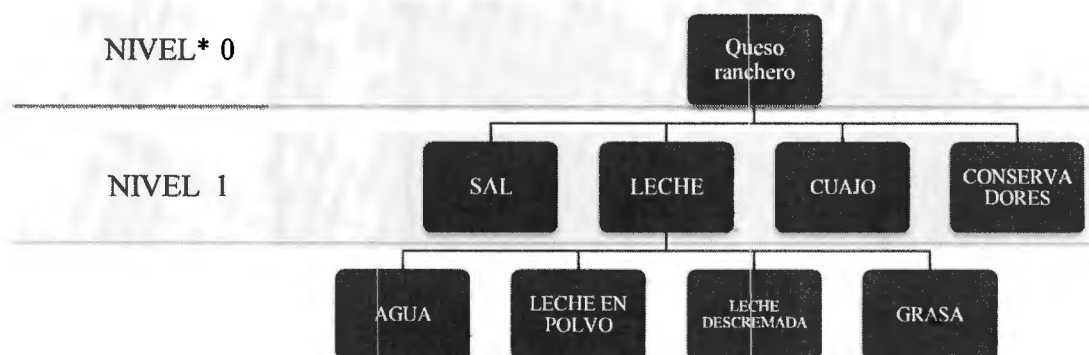 NIVEL* 0
Queso
ranchero
NIVEL 1
SAL
LECHE
CUAJO
CONSERVA
DORES
AGUA
LECHE EN
POLVO
LECHE
DESCREMADA
GRASA